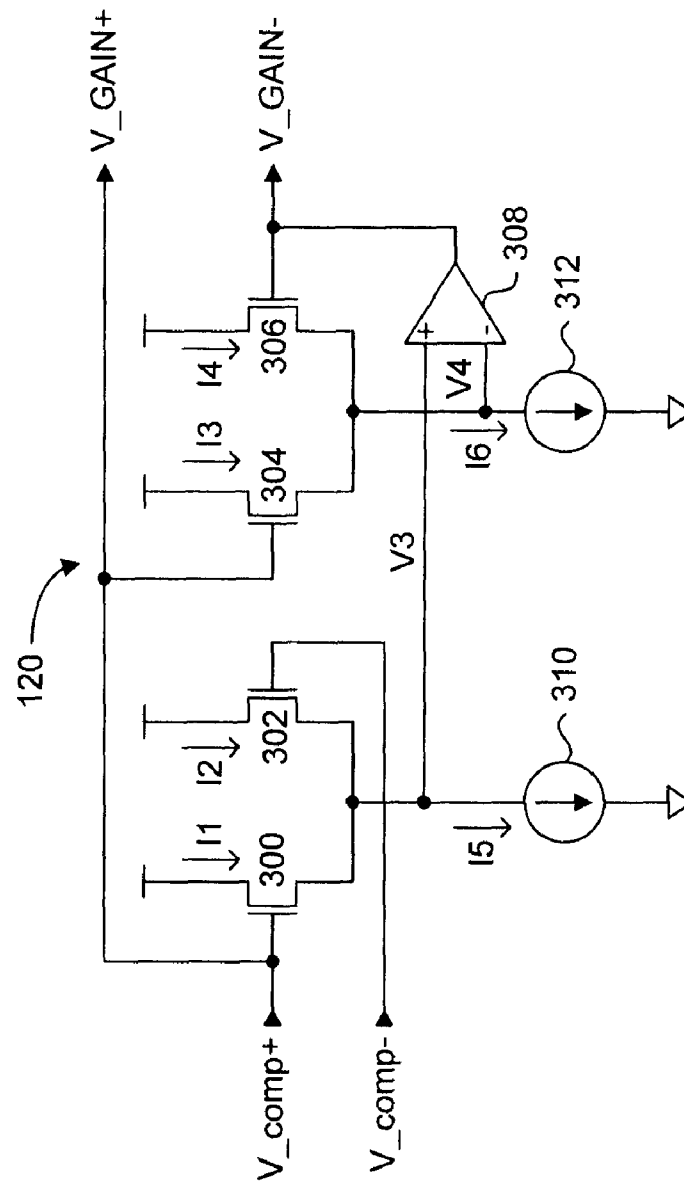 120
V_GAIN+
V_GAIN-
I1
I2
I3
I4
300
302
304
306
V_comp+
V_comp-
V3
V4
+
-
308
I5
I6
310
312